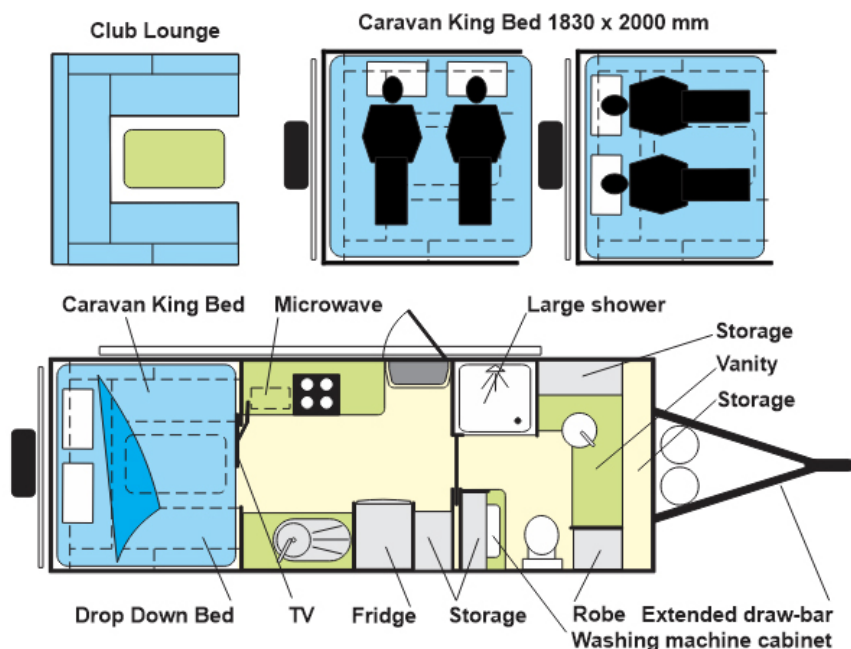 Club Lounge
Caravan King Bed 1830 x 2000 mm
Caravan King Bed
Microwave
Large shower
Storage
Vanity
Storage
Drop Down Bed
TV
Fridge
Storage
Robe
Extended draw-bar
Washing machine cabinet